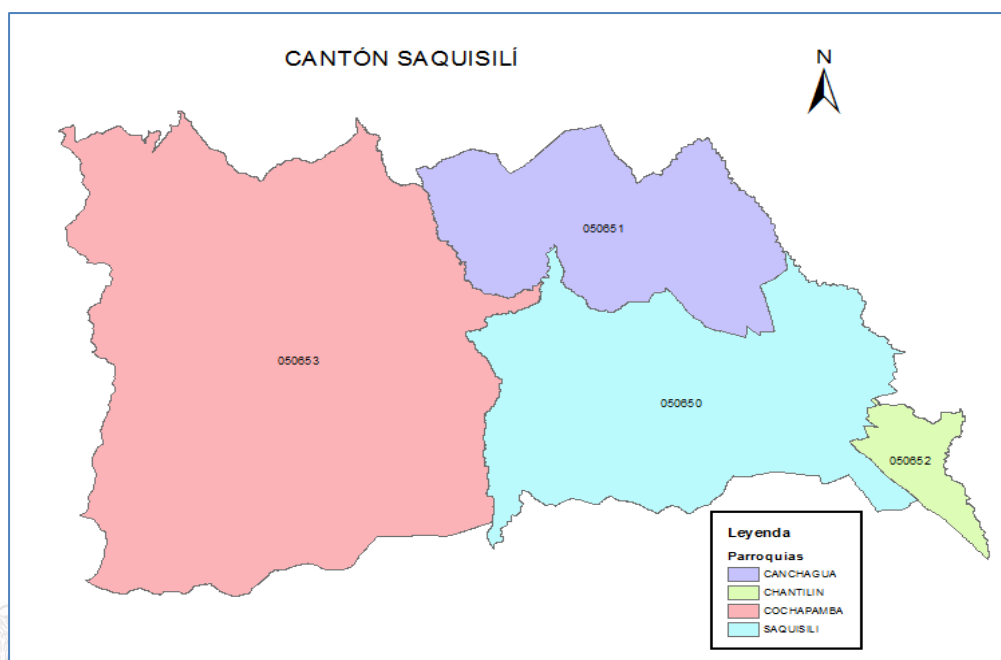 CANTÓN SAQUISILÍ
N
050651
050653
050650
050652
Leyenda
Parroquias
CANCHAGUA
CHANTILIN
COCHAPAMBA
SAQUISILI